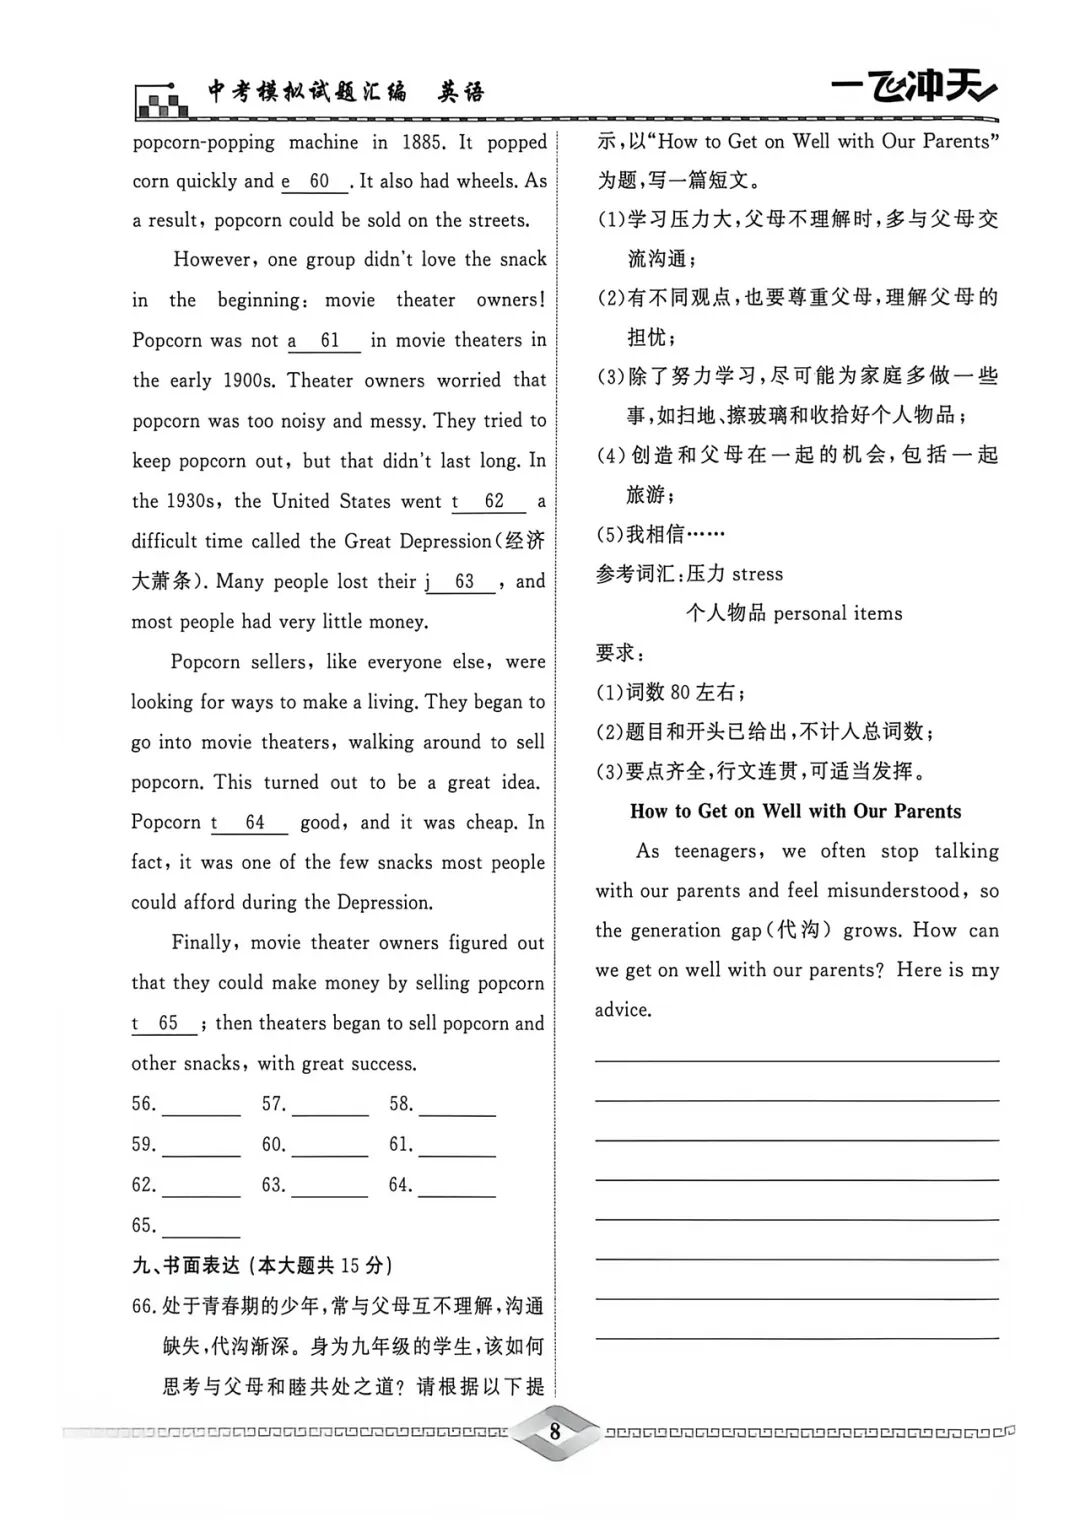 中考模拟试题汇编 英语
一飞冲天
popcorn-popping machine in 1885. It popped
corn quickly and e 60 . It also had wheels. As
a result, popcorn could be sold on the streets.
However, one group didn't love the snack
in the beginning: movie theater owners!
Popcorn was not a 61 in movie theaters in
the early 1900s. Theater owners worried that
popcorn was too noisy and messy. They tried to
keep popcorn out, but that didn't last long. In
the 1930s, the United States went t 62 a
difficult time called the Great Depression(经济
大萧条). Many people lost their j 63 , and
most people had very little money.
Popcorn sellers, like everyone else, were
looking for ways to make a living. They began to
go into movie theaters, walking around to sell
popcorn. This turned out to be a great idea.
Popcorn t 64 good, and it was cheap. In
fact, it was one of the few snacks most people
could afford during the Depression.
Finally, movie theater owners figured out
that they could make money by selling popcorn
t 65 ; then theaters began to sell popcorn and
other snacks, with great success.
56. ______ 57. ______ 58. ______
59. ______ 60. ______ 61. ______
62. ______ 63. ______ 64. ______
65. ______
九、书面表达(本大题共15分)
66. 处于青春期的少年,常与父母互不理解,沟通
缺失,代沟渐深。身为九年级的学生,该如何
思考与父母和睦共处之道? 请根据以下提
示,以“How to Get on Well with Our Parents”
为题,写一篇短文。
(1)学习压力大,父母不理解时,多与父母交
流沟通;
(2)有不同观点,也要尊重父母,理解父母的
担忧;
(3)除了努力学习,尽可能为家庭多做一些
事,如扫地、擦玻璃和收拾好个人物品;
(4)创造和父母在一起的机会,包括一起
旅游;
(5)我相信……
参考词汇:压力 stress
个人物品 personal items
要求:
(1)词数80左右;
(2)题目和开头已给出,不计入总词数;
(3)要点齐全,行文连贯,可适当发挥。
How to Get on Well with Our Parents
As teenagers, we often stop talking
with our parents and feel misunderstood, so
the generation gap(代沟) grows. How can
we get on well with our parents? Here is my
advice.
8